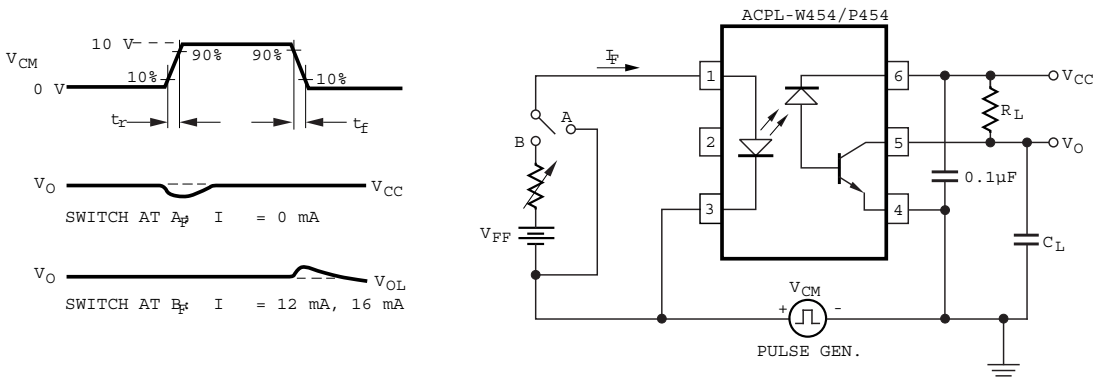 10 V
V_CM
90%
90%
10%
10%
0 V
t_r
t_f
V_O
V_CC
SWITCH AT A: I_F = 0 mA
V_O
V_OL
SWITCH AT B: I_F = 12 mA, 16 mA
ACPL-W454/P454
I_F
1
6
V_CC
A
R_L
B
2
5
V_O
0.1µF
3
4
V_FF
C_L
V_CM
+
-
PULSE GEN.